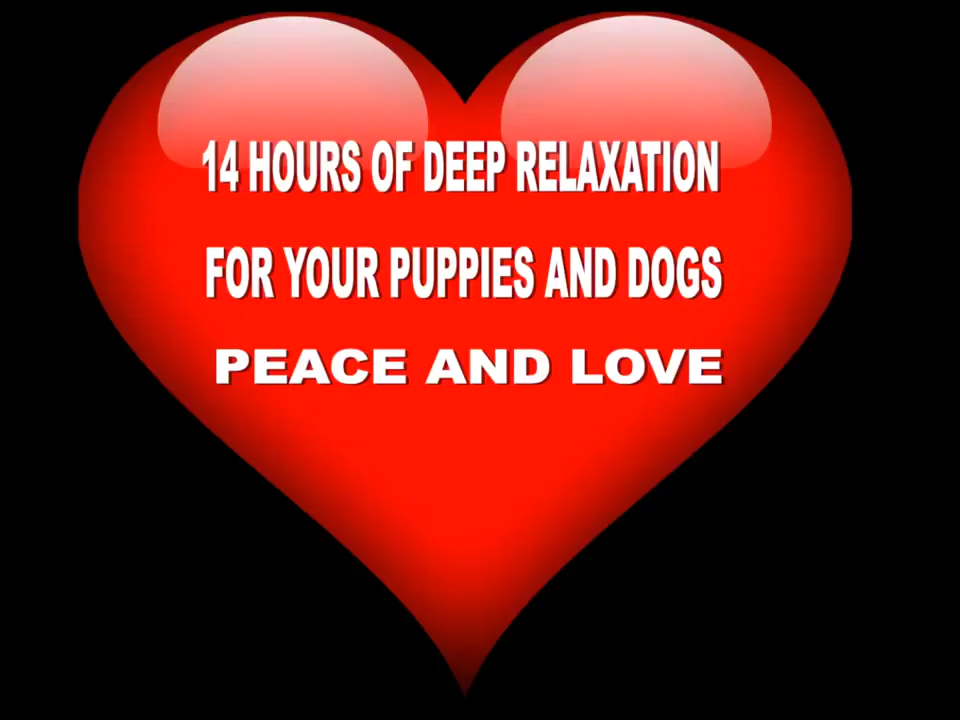 14 HOURS OF DEEP RELAXATION
FOR YOUR PUPPIES AND DOGS
PEACE AND LOVE